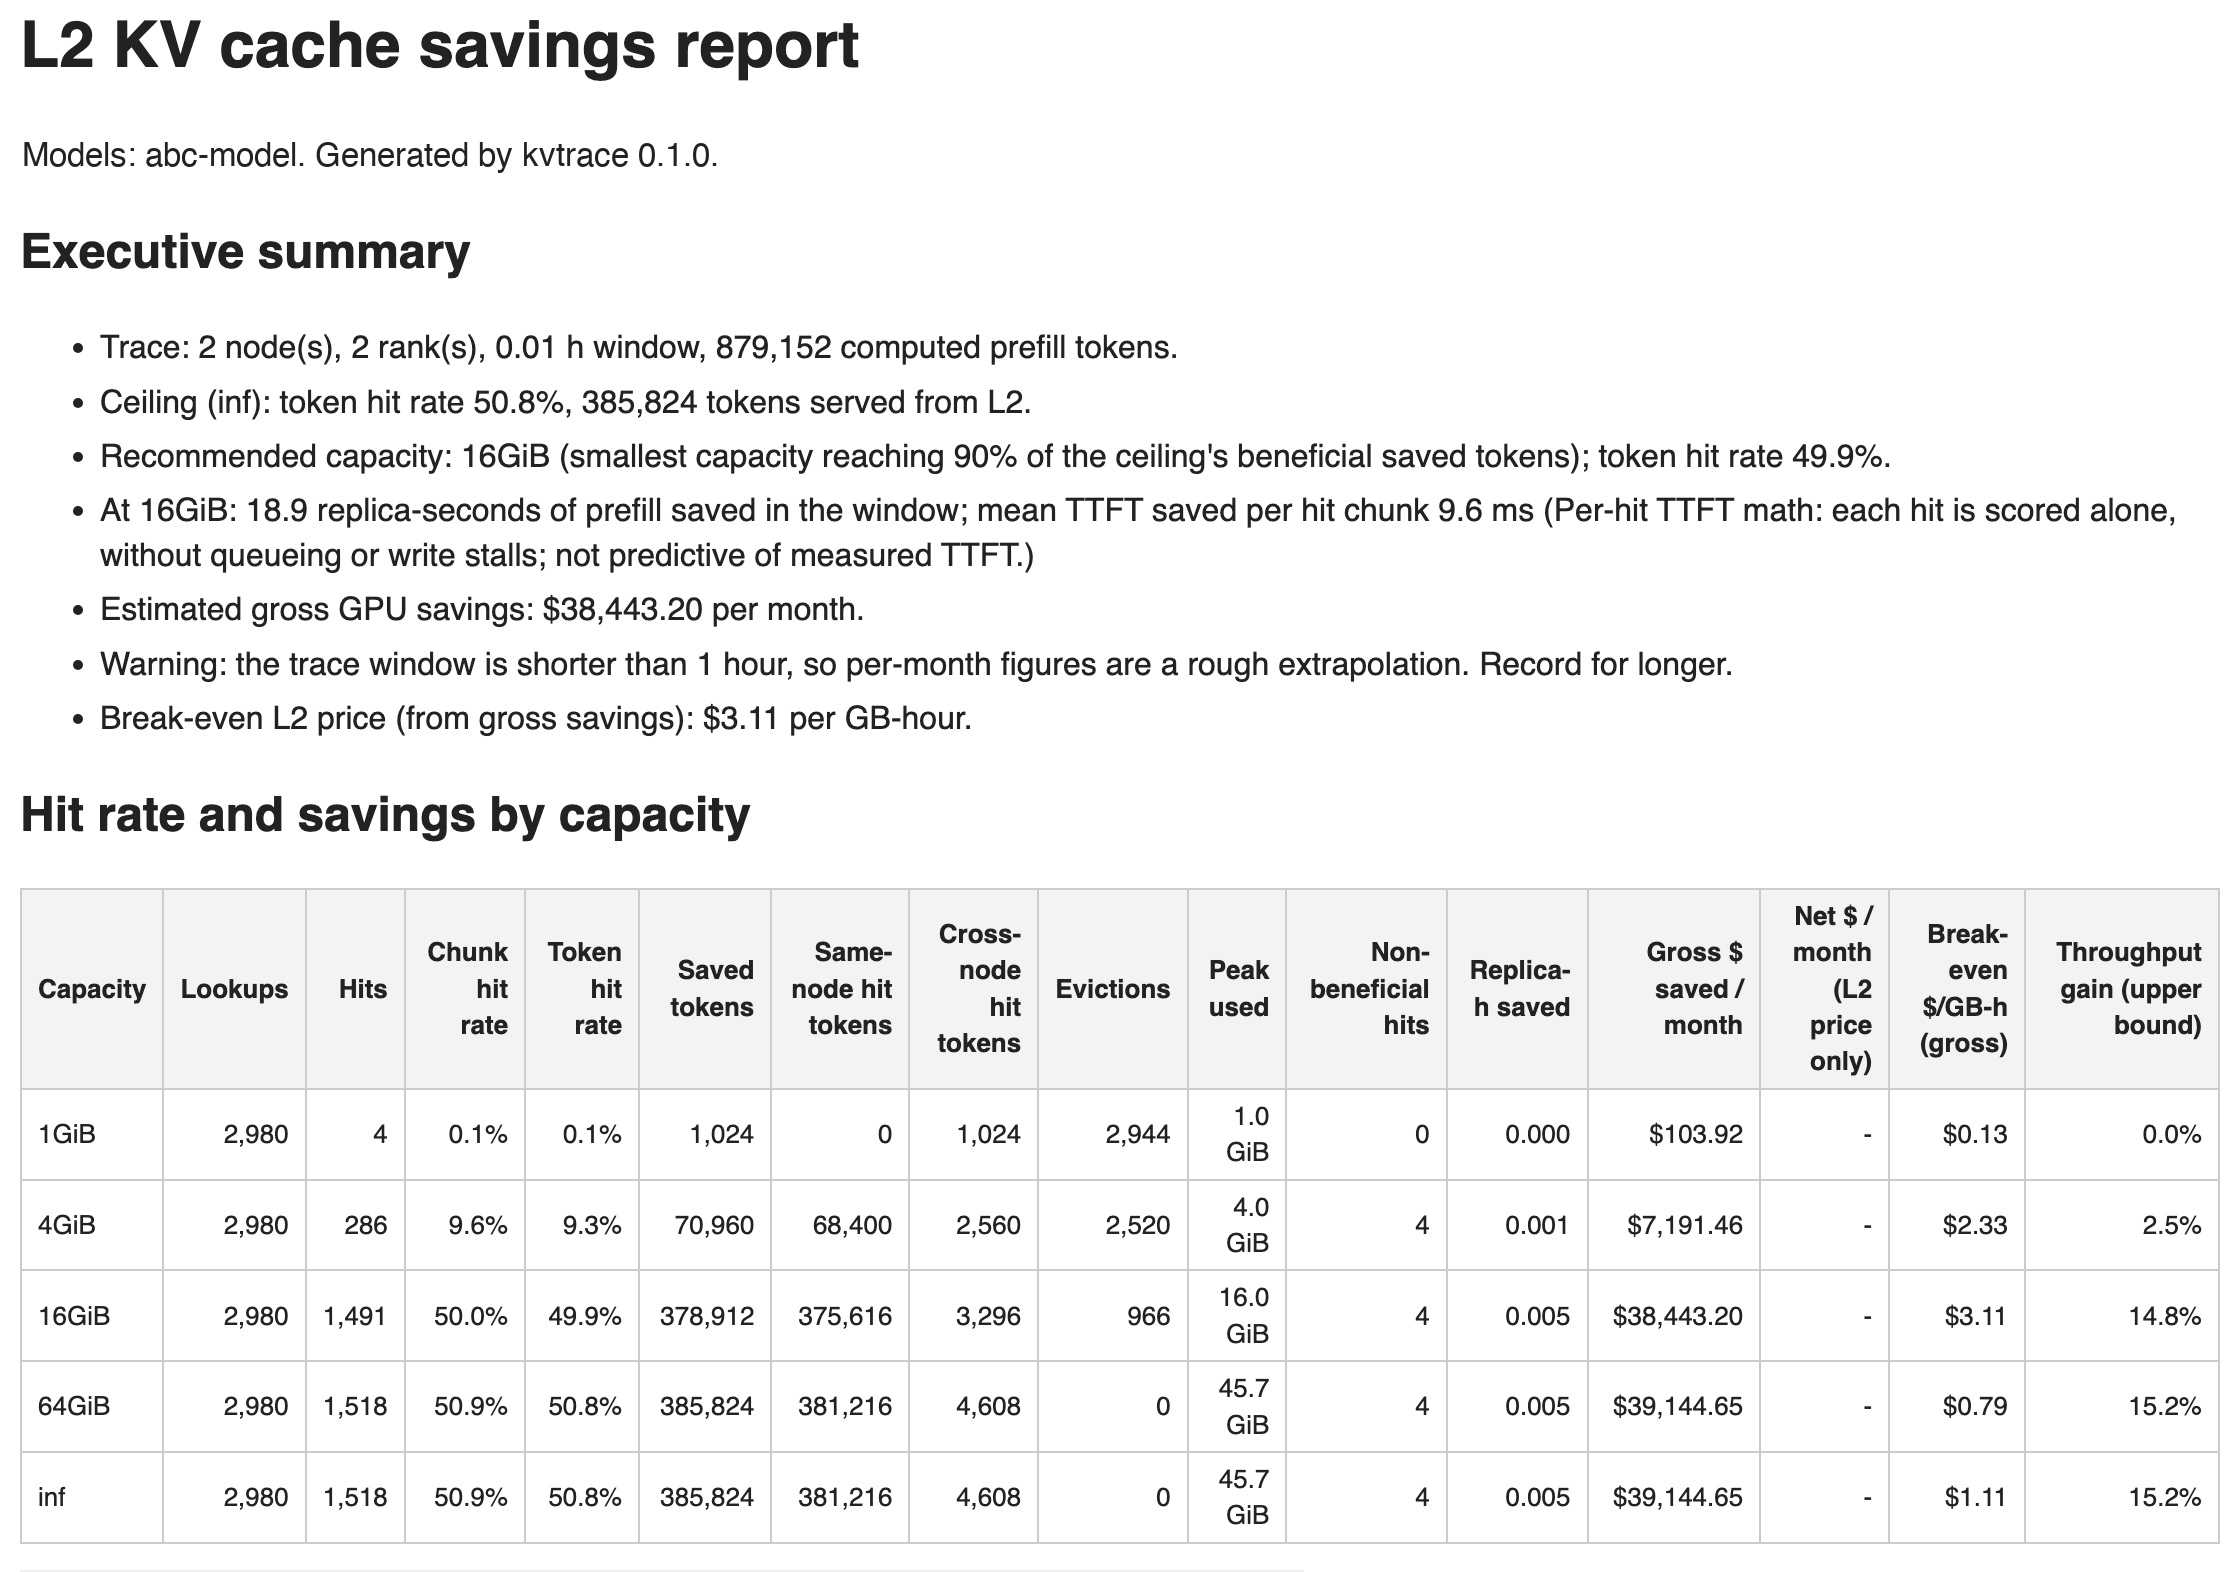 L2 KV cache savings report
Models: abc-model. Generated by kvtrace 0.1.0.
Executive summary
• Trace: 2 node(s), 2 rank(s), 0.01 h window, 879,152 computed prefill tokens.
• Ceiling (inf): token hit rate 50.8%, 385,824 tokens served from L2.
• Recommended capacity: 16GiB (smallest capacity reaching 90% of the ceiling's beneficial saved tokens); token hit rate 49.9%.
• At 16GiB: 18.9 replica-seconds of prefill saved in the window; mean TTFT saved per hit chunk 9.6 ms (Per-hit TTFT math: each hit is scored alone,
without queueing or write stalls; not predictive of measured TTFT.)
• Estimated gross GPU savings: $38,443.20 per month.
• Warning: the trace window is shorter than 1 hour, so per-month figures are a rough extrapolation. Record for longer.
• Break-even L2 price (from gross savings): $3.11 per GB-hour.
Hit rate and savings by capacity
Capacity Lookups Hits Chunk hit rate Token hit rate Saved tokens Same-node hit tokens Cross-node hit tokens Evictions Peak used Non-beneficial hits Replica-h saved Gross $ saved / month Net $ / month (L2 price only) Break-even $/GB-h (gross) Throughput gain (upper bound)
1GiB 2,980 4 0.1% 0.1% 1,024 0 1,024 2,944 1.0 GiB 0 0.000 $103.92 - $0.13 0.0%
4GiB 2,980 286 9.6% 9.3% 70,960 68,400 2,560 2,520 4.0 GiB 4 0.001 $7,191.46 - $2.33 2.5%
16GiB 2,980 1,491 50.0% 49.9% 378,912 375,616 3,296 966 16.0 GiB 4 0.005 $38,443.20 - $3.11 14.8%
64GiB 2,980 1,518 50.9% 50.8% 385,824 381,216 4,608 0 45.7 GiB 4 0.005 $39,144.65 - $0.79 15.2%
inf 2,980 1,518 50.9% 50.8% 385,824 381,216 4,608 0 45.7 GiB 4 0.005 $39,144.65 - $1.11 15.2%